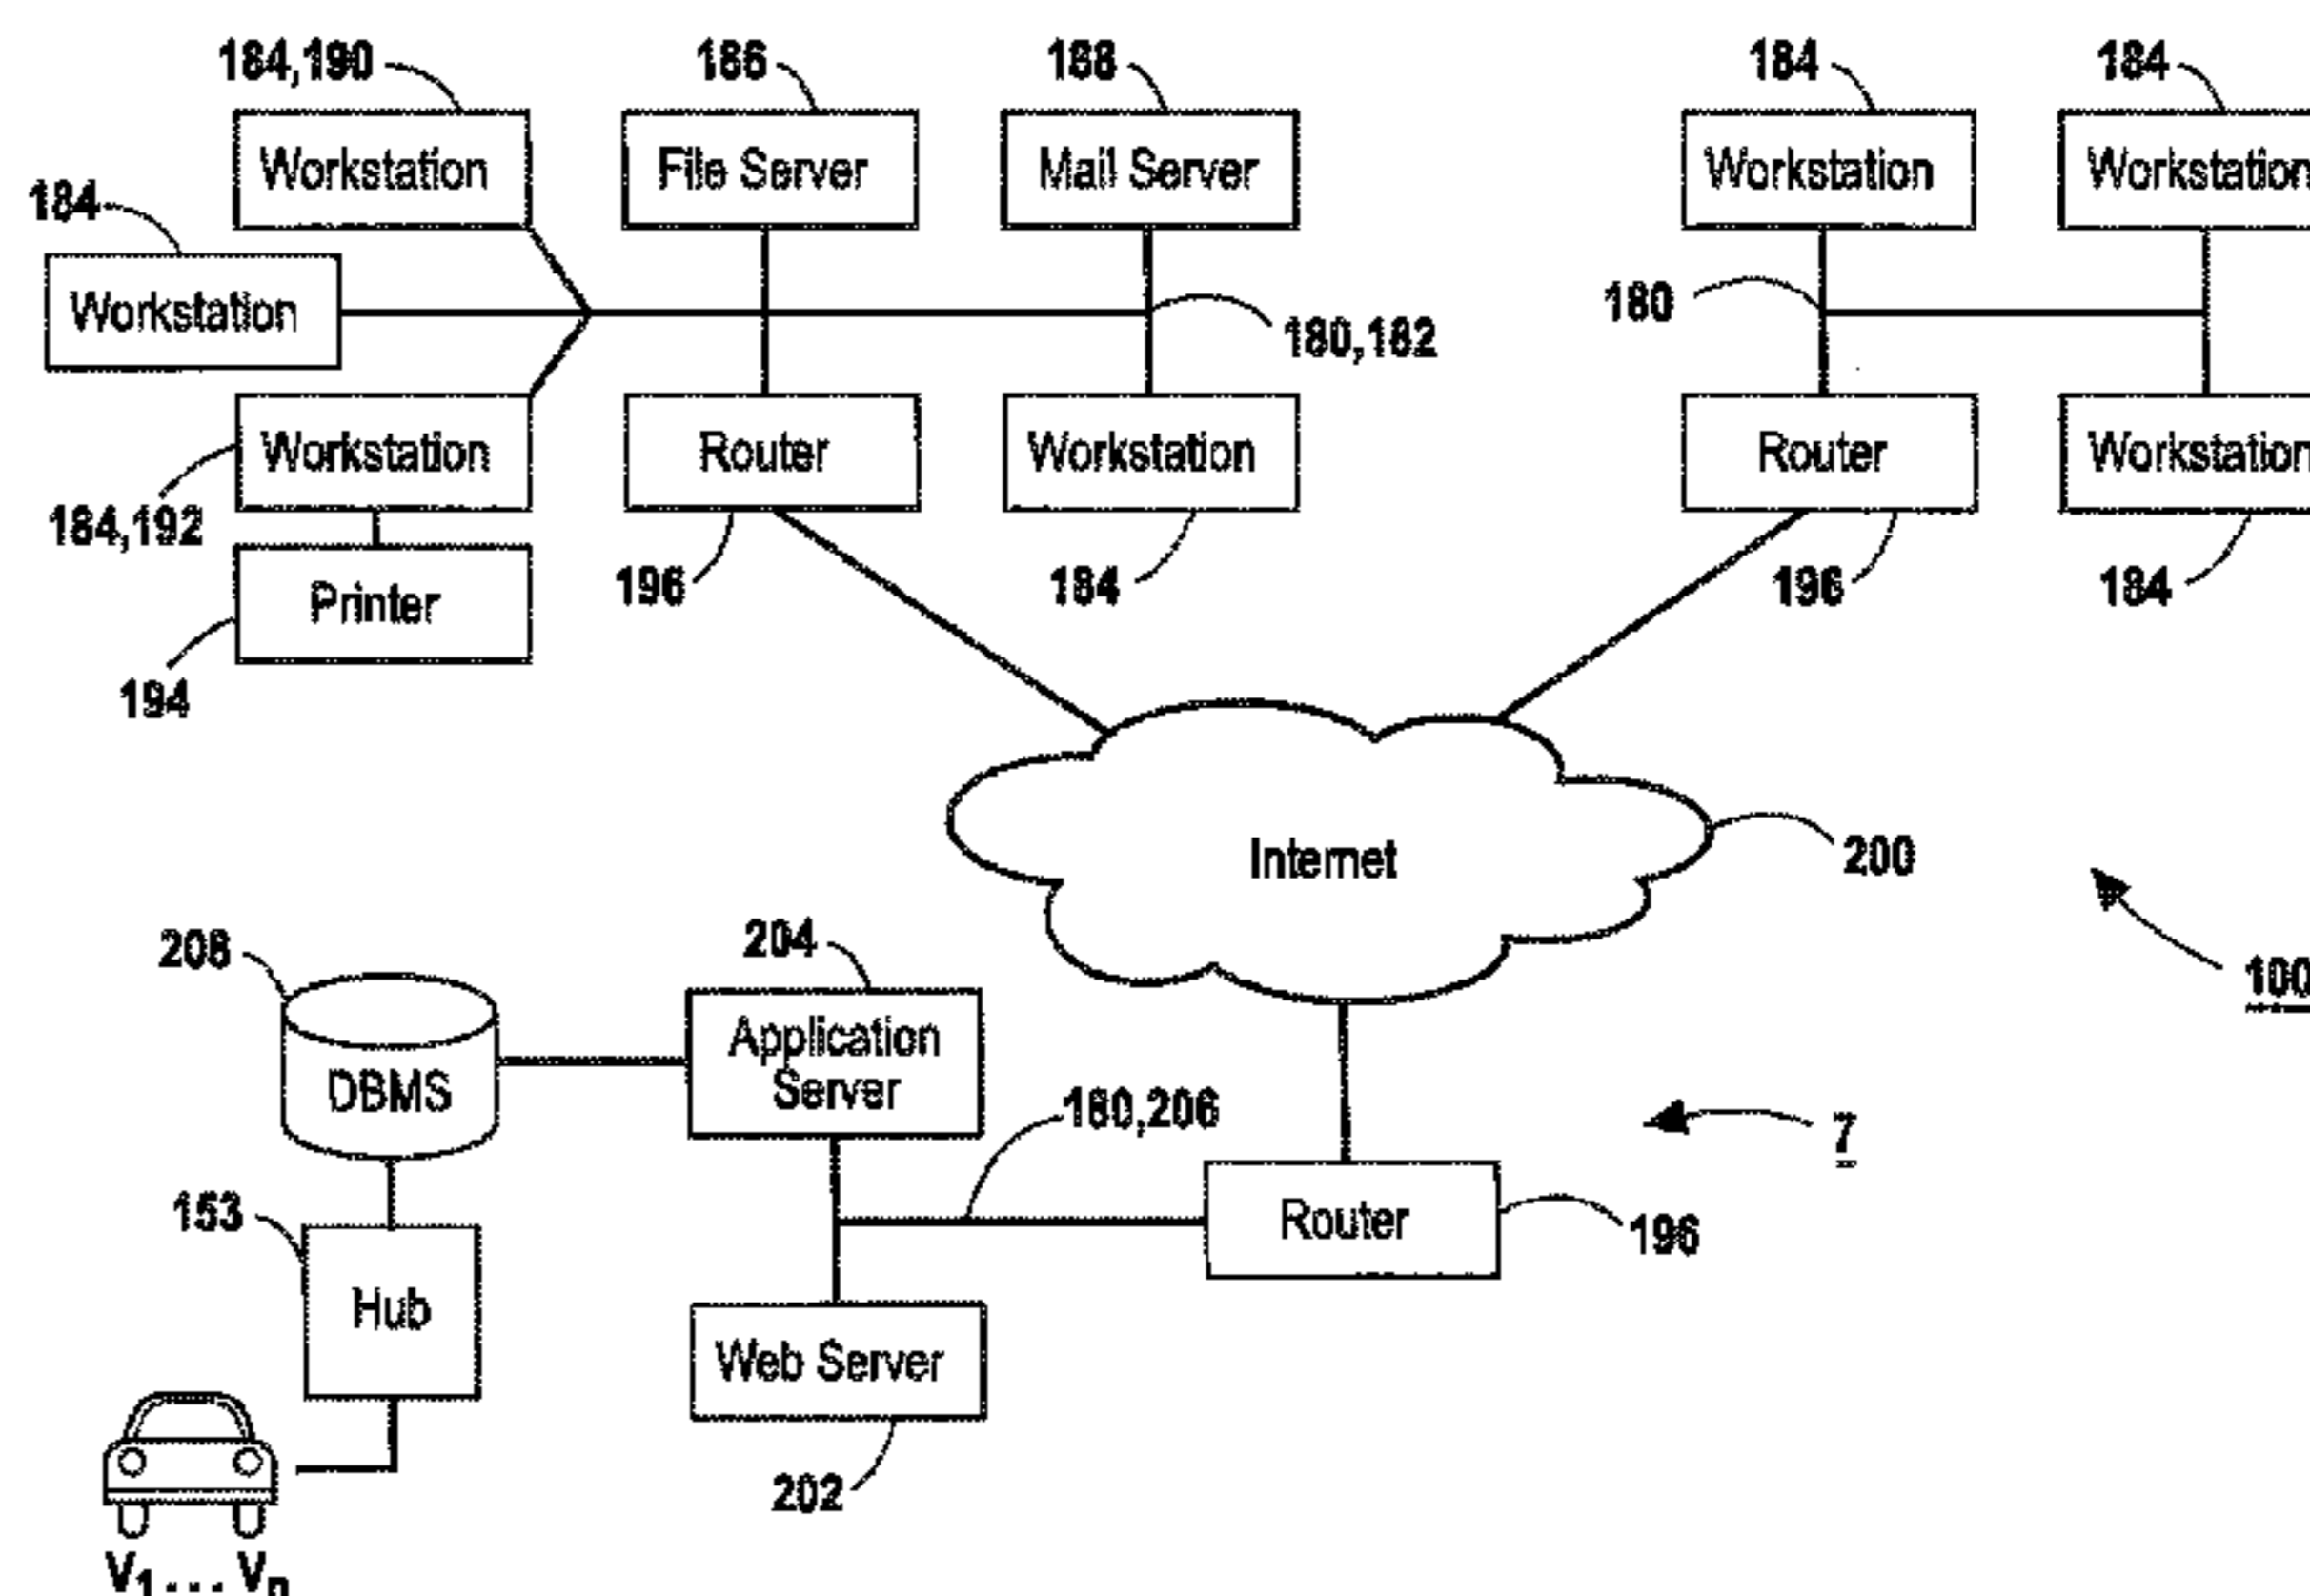 184,190
186
188
184
184
Workstation
File Server
Mail Server
Workstation
Workstation
184
Workstation
180
180,182
Workstation
Router
Workstation
Router
Workstation
184,192
196
184
196
184
Printer
194
Internet
200
208
204
100
Application
Server
DBMS
180,206
7
153
Router
196
Hub
Web Server
202
V1 ... Vn